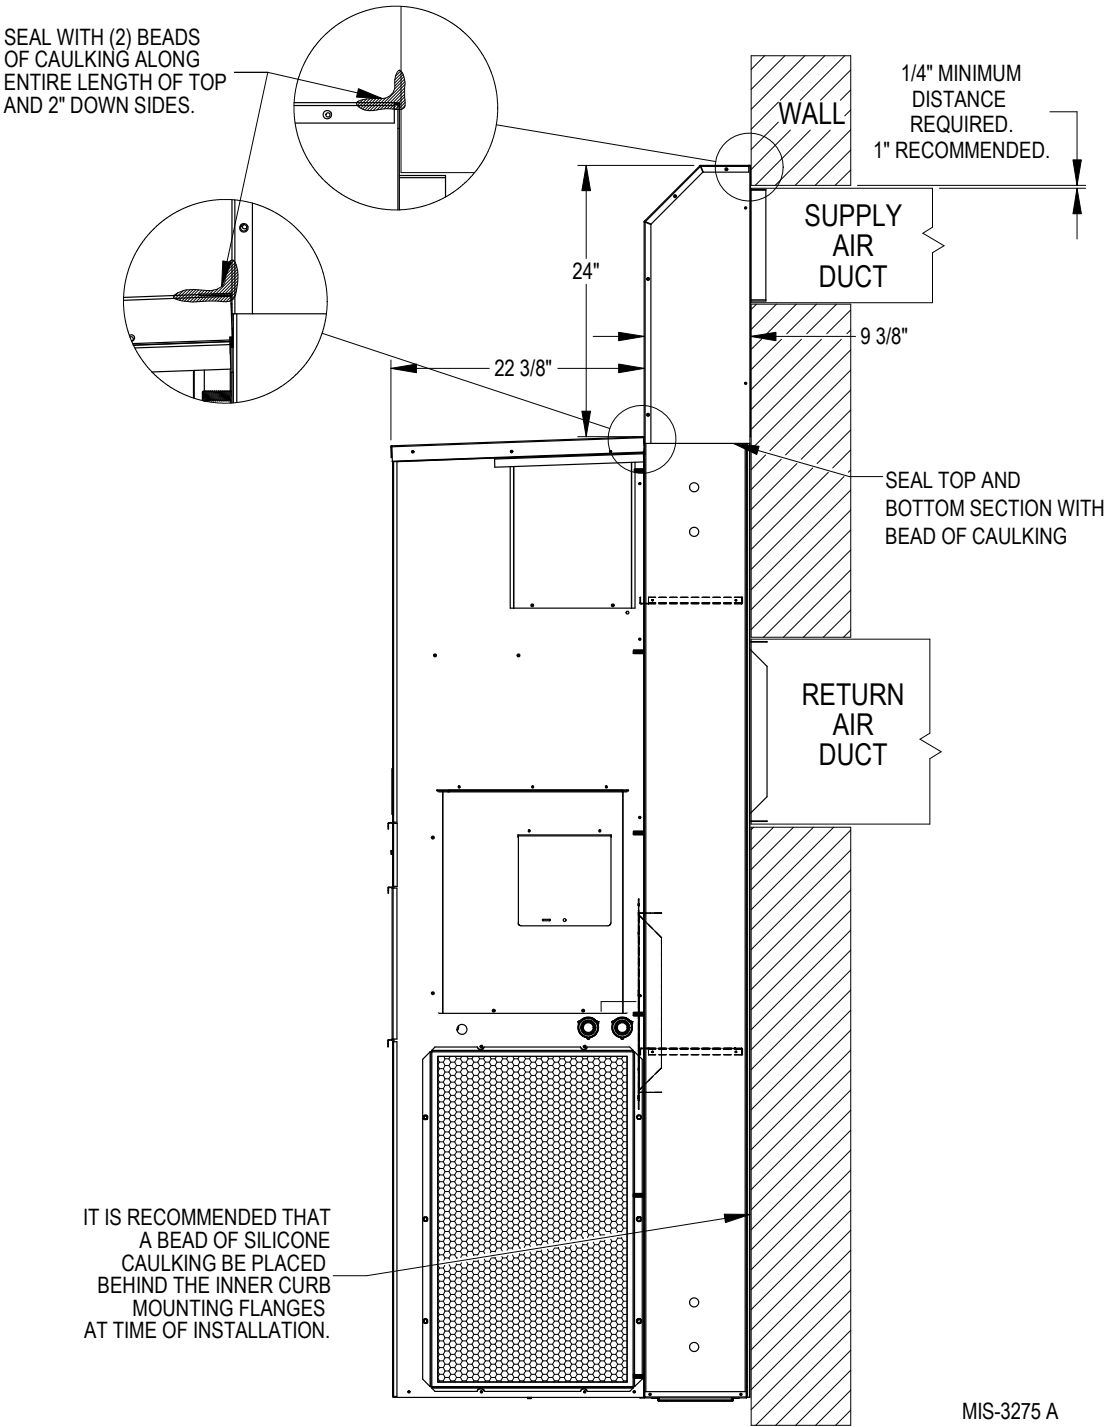 SEAL WITH (2) BEADS
OF CAULKING ALONG
ENTIRE LENGTH OF TOP
AND 2" DOWN SIDES.
WALL
1/4" MINIMUM
DISTANCE
REQUIRED.
1" RECOMMENDED.
SUPPLY
AIR
DUCT
24"
9 3/8"
22 3/8"
SEAL TOP AND
BOTTOM SECTION WITH
BEAD OF CAULKING
RETURN
AIR
DUCT
IT IS RECOMMENDED THAT
A BEAD OF SILICONE
CAULKING BE PLACED
BEHIND THE INNER CURB
MOUNTING FLANGES
AT TIME OF INSTALLATION.
MIS-3275 A